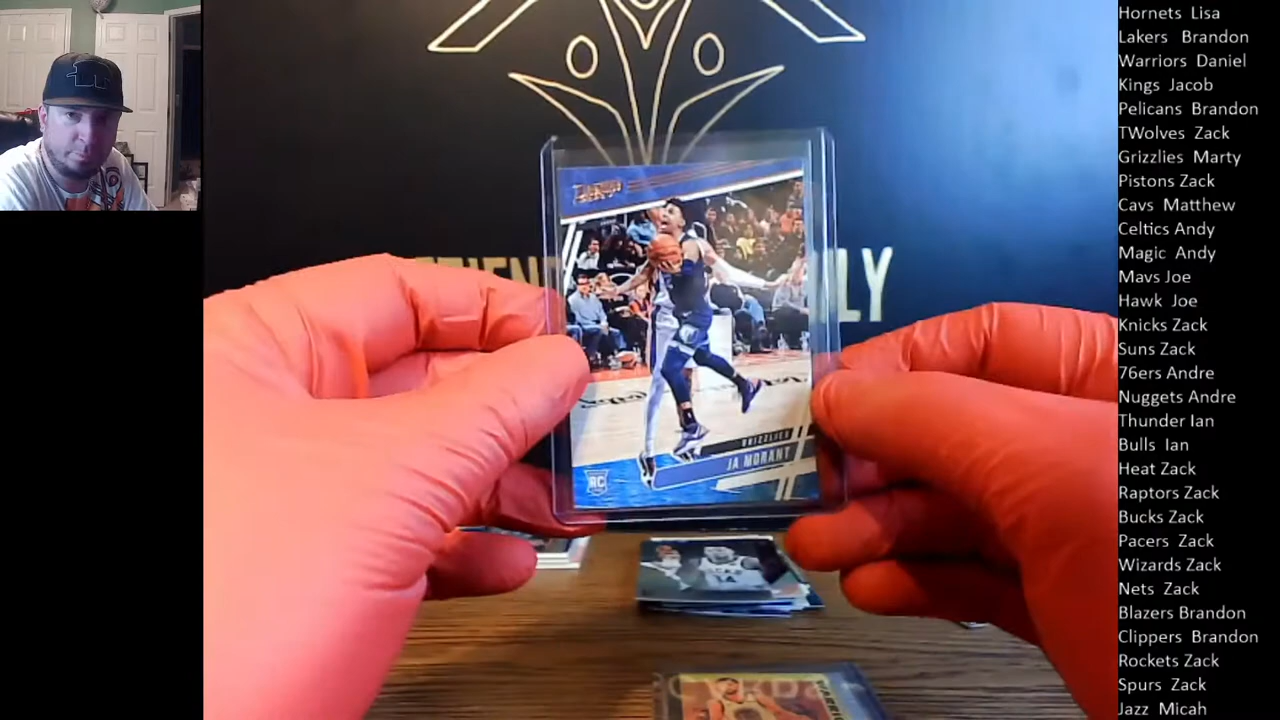 Hornets Lisa
Lakers Brandon
Warriors Daniel
Kings Jacob
Pelicans Brandon
TWolves Zack
Grizzlies Marty
Pistons Zack
Cavs Matthew
Celtics Andy
Magic Andy
Mavs Joe
Hawk Joe
Knicks Zack
Suns Zack
76ers Andre
Nuggets Andre
Thunder Ian
Bulls Ian
Heat Zack
Raptors Zack
Bucks Zack
Pacers Zack
Wizards Zack
Nets Zack
Blazers Brandon
Clippers Brandon
Rockets Zack
Spurs Zack
Jazz Micah
GRIZZLIES
JA MORANT
RC